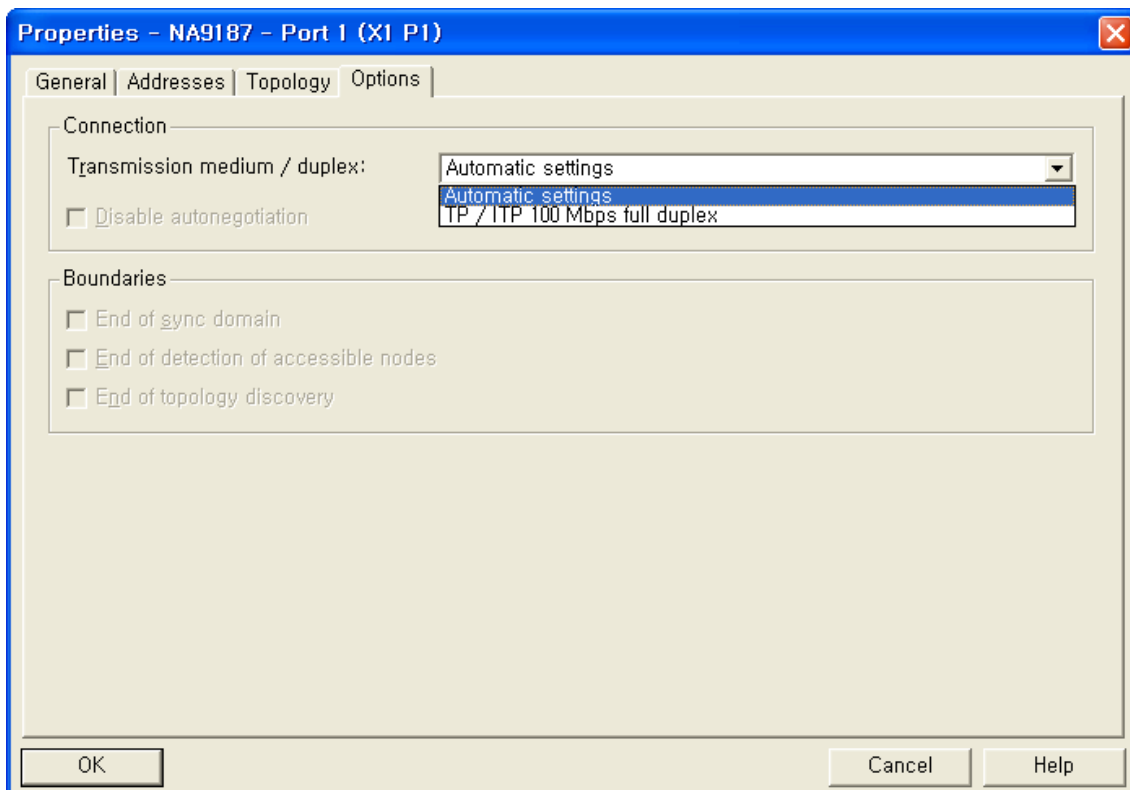 Properties - NA9187 - Port 1 (X1 P1)
General Addresses Topology Options
Connection
Transmission medium / duplex: Automatic settings
Automatic settings
Disable autonegotiation TP / ITP 100 Mbps full duplex
Boundaries
End of sync domain
End of detection of accessible nodes
End of topology discovery
OK Cancel Help